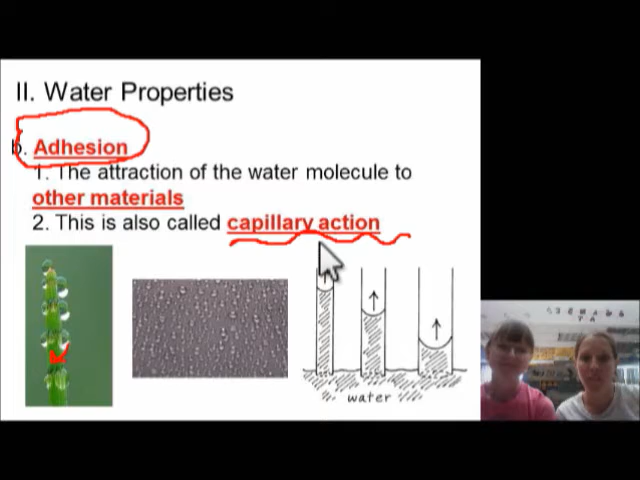 II. Water Properties
b. Adhesion
1. The attraction of the water molecule to
other materials
2. This is also called capillary action
water